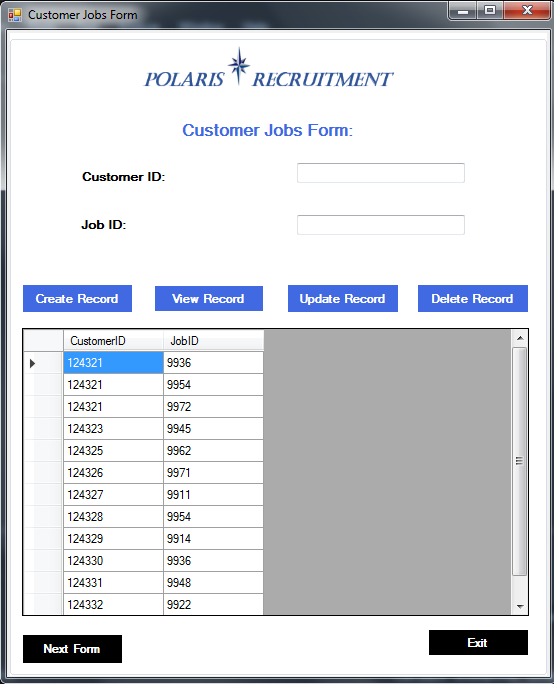 Customer Jobs Form
POLARIS RECRUITMENT
Customer Jobs Form:
Customer ID:
Job ID:
Create Record View Record Update Record Delete Record
CustomerID JobID
124321 9936
124321 9954
124321 9972
124323 9945
124325 9962
124326 9971
124327 9911
124328 9954
124329 9914
124330 9936
124331 9948
124332 9922
Next Form Exit